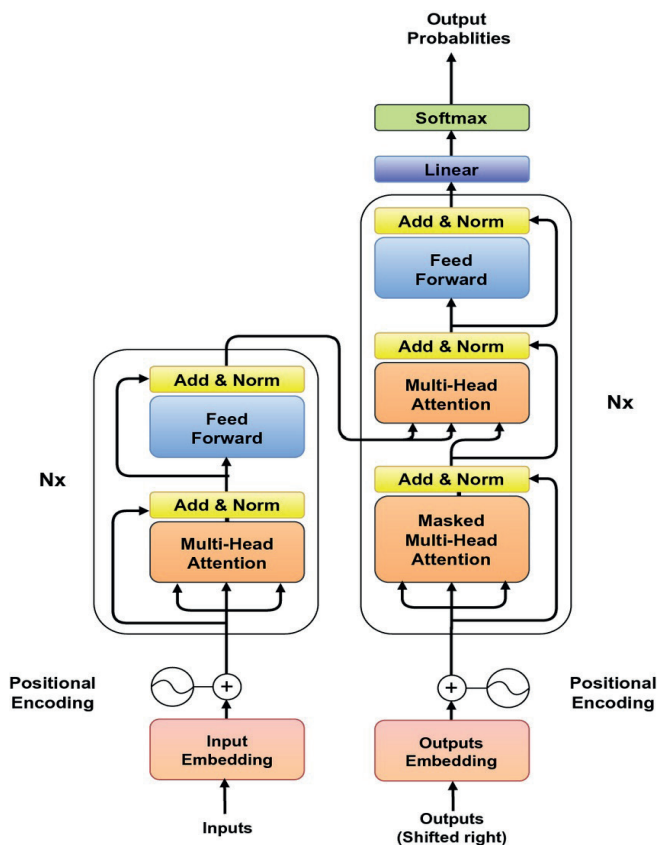 Output
Probablities
Softmax
Linear
Add & Norm
Feed
Forward
Add & Norm
Multi-Head
Attention
Nx
Add & Norm
Masked
Multi-Head
Attention
Add & Norm
Feed
Forward
Nx
Add & Norm
Multi-Head
Attention
Positional
Encoding
Input
Embedding
Inputs
Positional
Encoding
Outputs
Embedding
Outputs
(Shifted right)